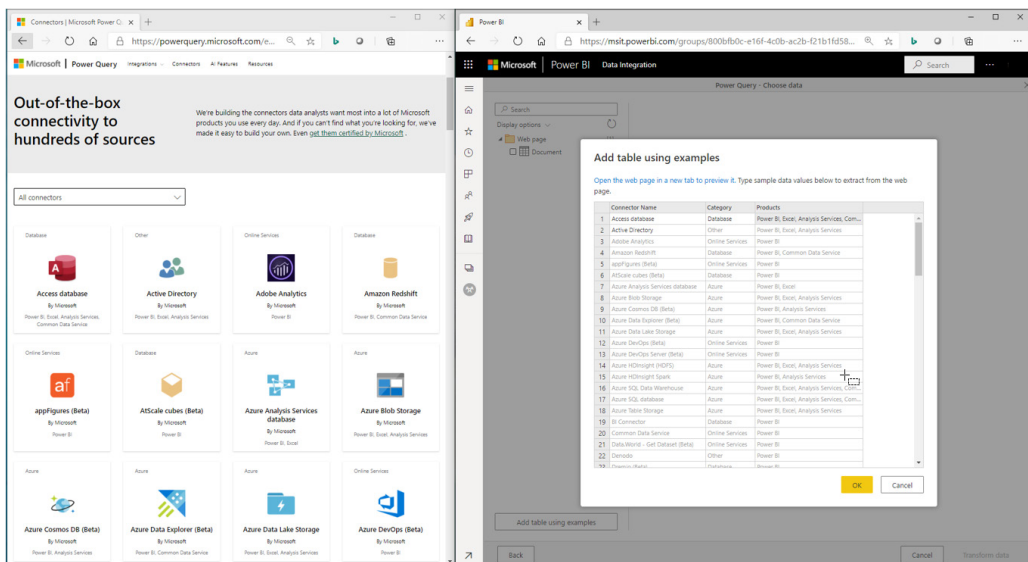 Connectors | Microsoft Power Q
https://powerquery.microsoft.com/e...
Microsoft | Power Query Integrations Connectors AI Features Resources
Out-of-the-box
connectivity to
hundreds of sources
We're building the connectors data analysts want most into a lot of Microsoft
products you use every day. And if you can't find what you're looking for, we've
made it easy to build your own. Even get them certified by Microsoft .
All connectors
Database
Access database
By Microsoft
Power BI, Excel, Analysis Services,
Common Data Service
Other
Active Directory
By Microsoft
Power BI, Excel, Analysis Services
Online Services
Adobe Analytics
By Microsoft
Power BI
Database
Amazon Redshift
By Microsoft
Power BI, Common Data Service
Online Services
af
appFigures (Beta)
By Microsoft
Power BI
Database
AtScale cubes (Beta)
By Microsoft
Power BI
Azure
Azure Analysis Services
database
By Microsoft
Power BI, Excel
Azure
Azure Blob Storage
By Microsoft
Power BI, Excel, Analysis Services
Azure
Azure Cosmos DB (Beta)
By Microsoft
Power BI, Analysis Services
Azure
Azure Data Explorer (Beta)
By Microsoft
Power BI, Common Data Service
Azure
Azure Data Lake Storage
By Microsoft
Power BI, Excel, Analysis Services
Online Services
Azure DevOps (Beta)
By Microsoft
Power BI
Power BI
https://msit.powerbi.com/groups/800bfb0c-e16f-4c0b-ac2b-f21b1fd58...
Microsoft | Power BI Data Integration Search
Power Query - Choose data
Search
Display options
Web page
Document
Add table using examples
Open the web page in a new tab to preview it. Type sample data values below to extract from the web
page.
Connector Name Category Products
1 Access database Database Power BI, Excel, Analysis Services, Com...
2 Active Directory Other Power BI, Excel, Analysis Services
3 Adobe Analytics Online Services Power BI
4 Amazon Redshift Database Power BI, Common Data Service
5 appFigures (Beta) Online Services Power BI
6 AtScale cubes (Beta) Database Power BI
7 Azure Analysis Services database Azure Power BI, Excel
8 Azure Blob Storage Azure Power BI, Excel, Analysis Services
9 Azure Cosmos DB (Beta) Azure Power BI, Analysis Services
10 Azure Data Explorer (Beta) Azure Power BI, Common Data Service
11 Azure Data Lake Storage Azure Power BI, Excel, Analysis Services
12 Azure DevOps (Beta) Online Services Power BI
13 Azure DevOps Server (Beta) Online Services Power BI
14 Azure HDInsight (HDFS) Azure Power BI, Excel, Analysis Services
15 Azure HDInsight Spark Azure Power BI, Analysis Services
16 Azure SQL Data Warehouse Azure Power BI, Excel, Analysis Services, Com...
17 Azure SQL database Azure Power BI, Excel, Analysis Services, Com...
18 Azure Table Storage Azure Power BI, Excel, Analysis Services
19 BI Connector Database Power BI
20 Common Data Service Online Services Power BI
21 Data.World - Get Dataset (Beta) Online Services Power BI
22 Denodo Other Power BI
23 Dremio (Beta) Database Power BI
OK Cancel
Add table using examples
Back Cancel Transform data